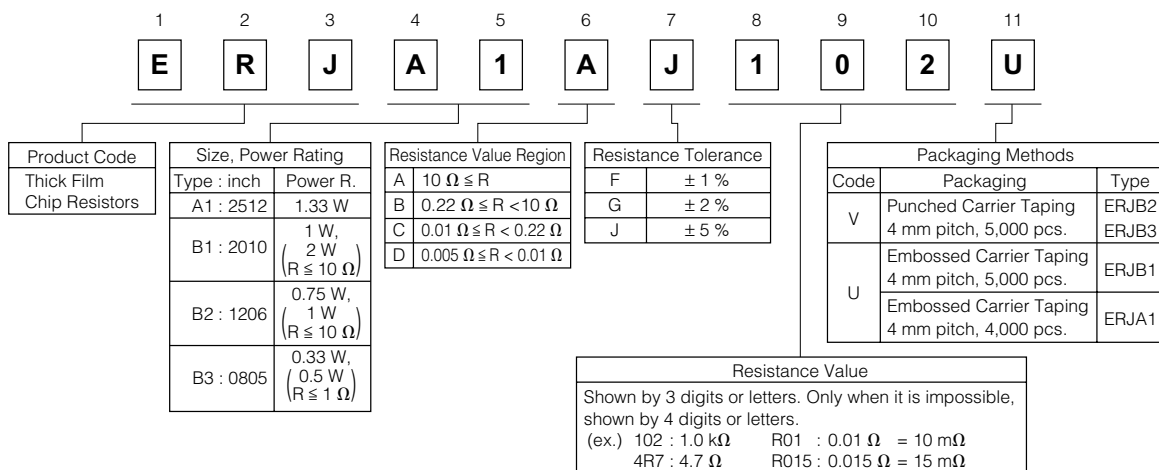 1 2 3 4 5 6 7 8 9 10 11
E R J A 1 A J 1 0 2 U
Product Code
Thick Film
Chip Resistors
Size, Power Rating
Type : inch Power R.
A1 : 2512 1.33 W
B1 : 2010 1 W,
2 W
(R ≦ 10 Ω)
B2 : 1206 0.75 W,
1 W
(R ≦ 10 Ω)
B3 : 0805 0.33 W,
0.5 W
(R ≦ 1 Ω)
Resistance Value Region
A 10 Ω ≦ R
B 0.22 Ω ≦ R < 10 Ω
C 0.01 Ω ≦ R < 0.22 Ω
D 0.005 Ω ≦ R < 0.01 Ω
Resistance Tolerance
F ± 1 %
G ± 2 %
J ± 5 %
Packaging Methods
Code Packaging Type
V Punched Carrier Taping ERJB2
4 mm pitch, 5,000 pcs. ERJB3
U Embossed Carrier Taping
4 mm pitch, 5,000 pcs. ERJB1
Embossed Carrier Taping
4 mm pitch, 4,000 pcs. ERJA1
Resistance Value
Shown by 3 digits or letters. Only when it is impossible,
shown by 4 digits or letters.
(ex.) 102 : 1.0 kΩ R01 : 0.01 Ω = 10 mΩ
4R7 : 4.7 Ω R015 : 0.015 Ω = 15 mΩ